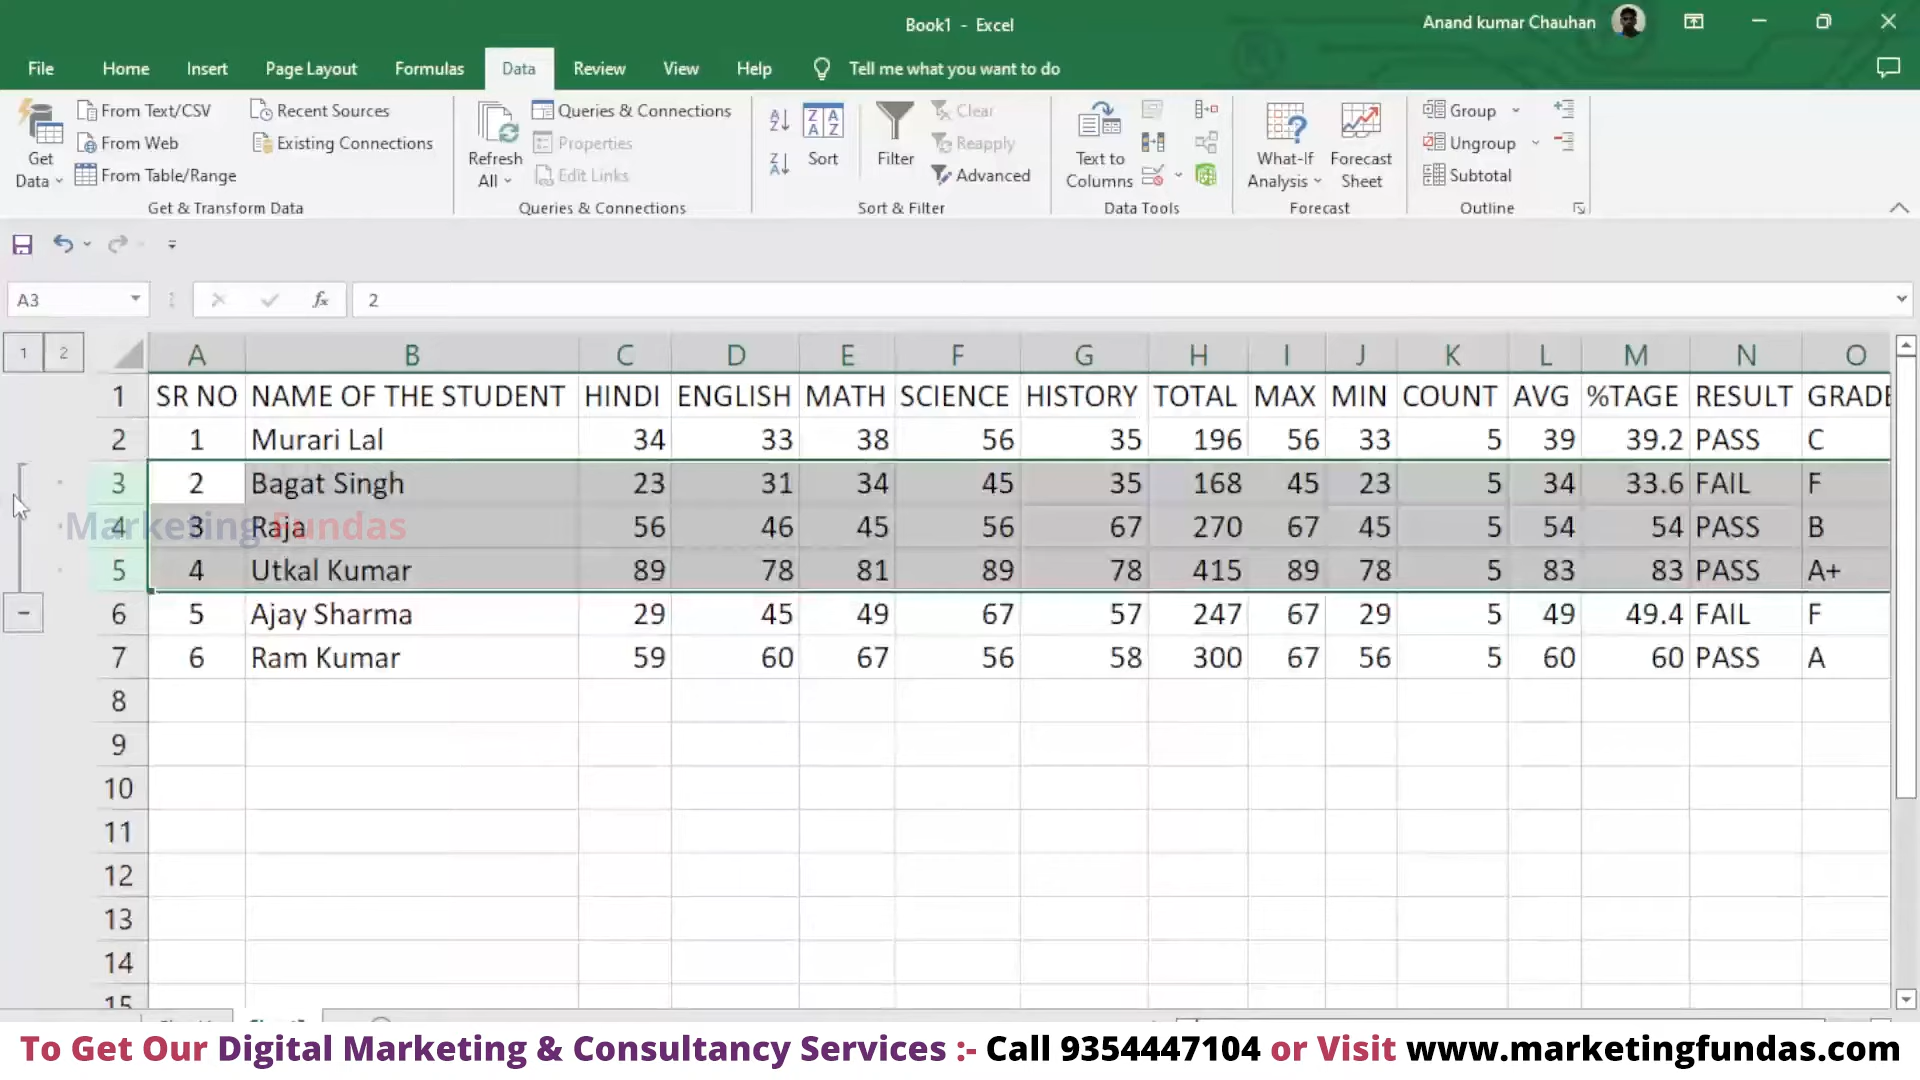 Book1 - Excel
Anand kumar Chauhan
File Home Insert Page Layout Formulas Data Review View Help Tell me what you want to do
Get Data
From Text/CSV
From Web
From Table/Range
Recent Sources
Existing Connections
Get & Transform Data
Refresh All
Queries & Connections
Properties
Edit Links
Queries & Connections
Sort
Filter
Clear
Reapply
Advanced
Sort & Filter
Text to Columns
Data Tools
What-If Analysis
Forecast Sheet
Forecast
Group
Ungroup
Subtotal
Outline
A3 fx 2
1 2 A B C D E F G H I J K L M N O
1 SR NO NAME OF THE STUDENT HINDI ENGLISH MATH SCIENCE HISTORY TOTAL MAX MIN COUNT AVG %TAGE RESULT GRADE
2 1 Murari Lal 34 33 38 56 35 196 56 33 5 39 39.2 PASS C
3 2 Bagat Singh 23 31 34 45 35 168 45 23 5 34 33.6 FAIL F
4 3 Raja 56 46 45 56 67 270 67 45 5 54 54 PASS B
Marketing Fundas
5 4 Utkal Kumar 89 78 81 89 78 415 89 78 5 83 83 PASS A+
6 5 Ajay Sharma 29 45 49 67 57 247 67 29 5 49 49.4 FAIL F
7 6 Ram Kumar 59 60 67 56 58 300 67 56 5 60 60 PASS A
8
9
10
11
12
13
14
15
To Get Our Digital Marketing & Consultancy Services :- Call 9354447104 or Visit www.marketingfundas.com